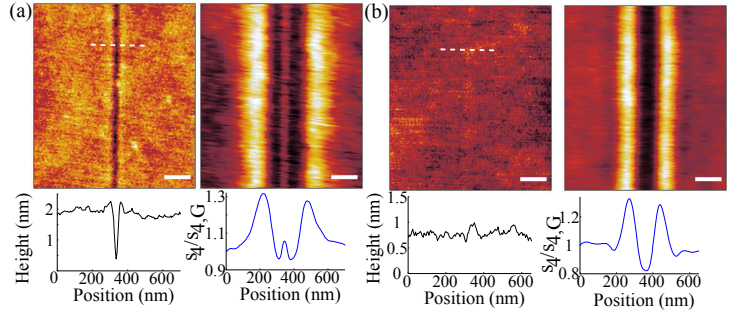 (a)
(b)
Height (nm)
2
1
0 200 400 600
Position (nm)
s4/s4,G
1.3
1.1
0.9
0 200 400 600
Position (nm)
Height (nm)
1.5
1
0.5
0
0 200 400 600
Position (nm)
s4/s4,G
1.2
1
0.8
0 200 400 600
Position (nm)